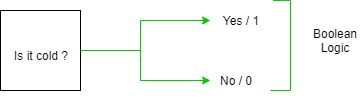 Is it cold ?
Yes / 1
No / 0
Boolean
Logic